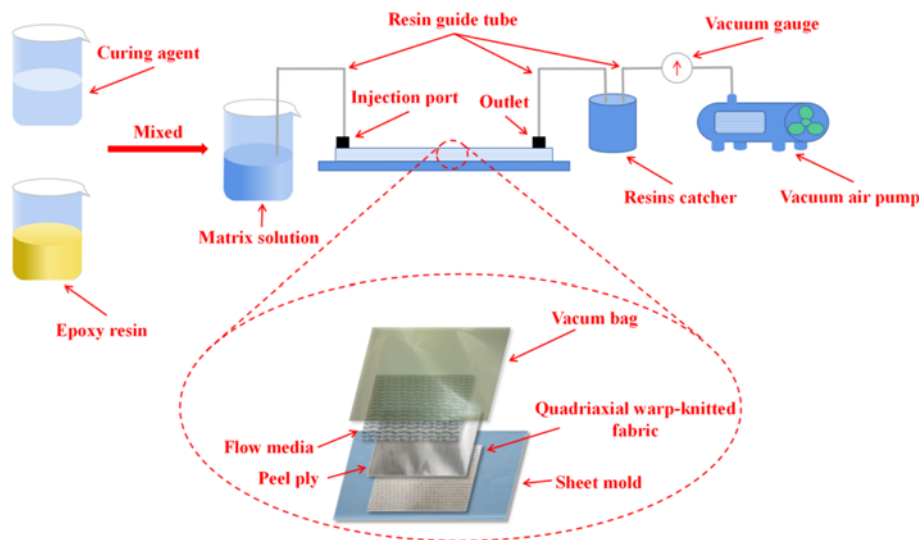 Curing agent
Mixed
Epoxy resin
Matrix solution
Resin guide tube
Injection port
Outlet
Vacuum gauge
Resins catcher
Vacuum air pump
Vacum bag
Quadriaxial warp-knitted
fabric
Flow media
Peel ply
Sheet mold